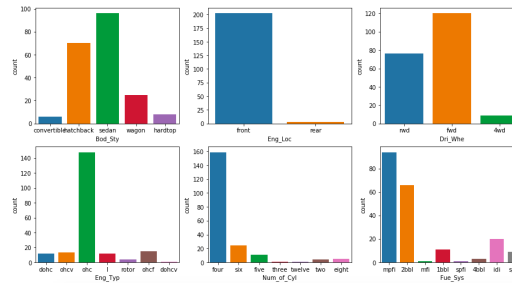 100
80
60
40
20
0
count
convertible hatchback sedan wagon hardtop
Bod_Sty
200
175
150
125
100
75
50
25
0
count
front rear
Eng_Loc
120
100
80
60
40
20
0
count
rwd fwd 4wd
Dri_Whe
140
120
100
80
60
40
20
0
count
dohc ohcv ohc l rotor ohcf dohcv
Eng_Typ
160
140
120
100
80
60
40
20
0
count
four six five three twelve two eight
Num_of_Cyl
80
60
40
20
0
count
mpfi 2bbl mfi 1bbl spfi 4bbl idi s
Fue_Sys